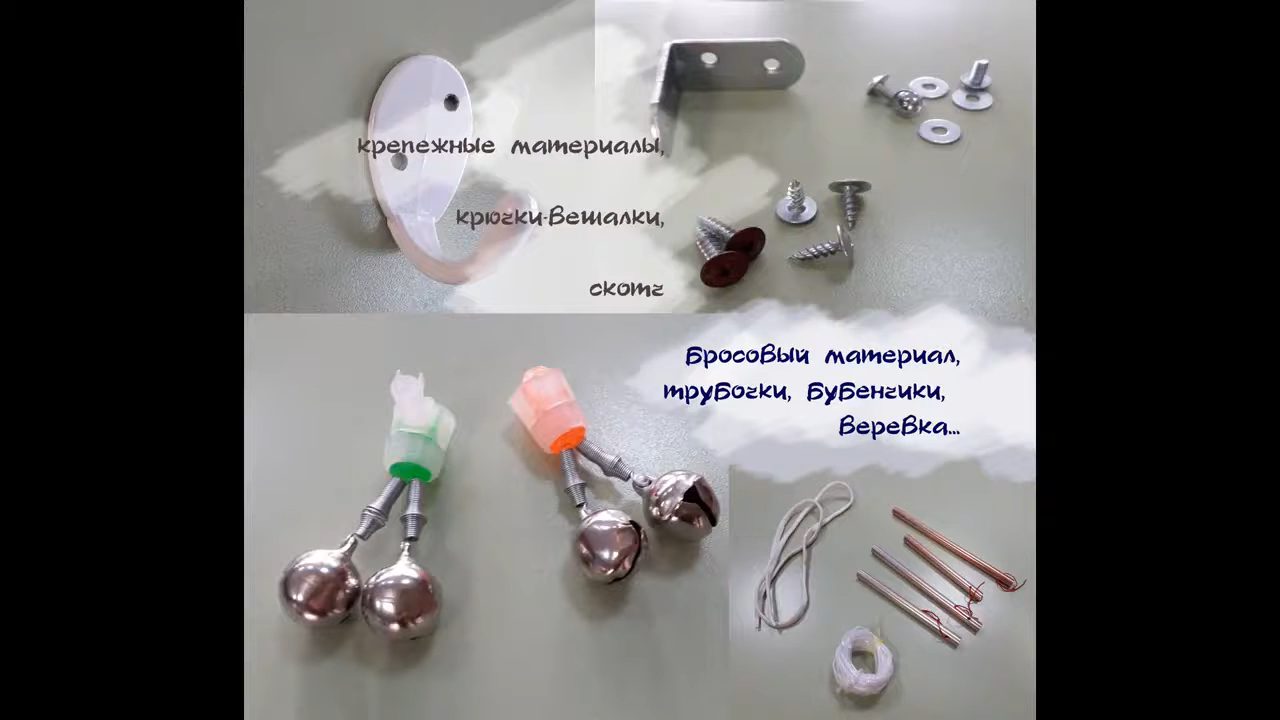 крепежные материалы,
крючки-вешалки,
скотч
Бросовый материал,
трубочки, бубенчики,
веревка...